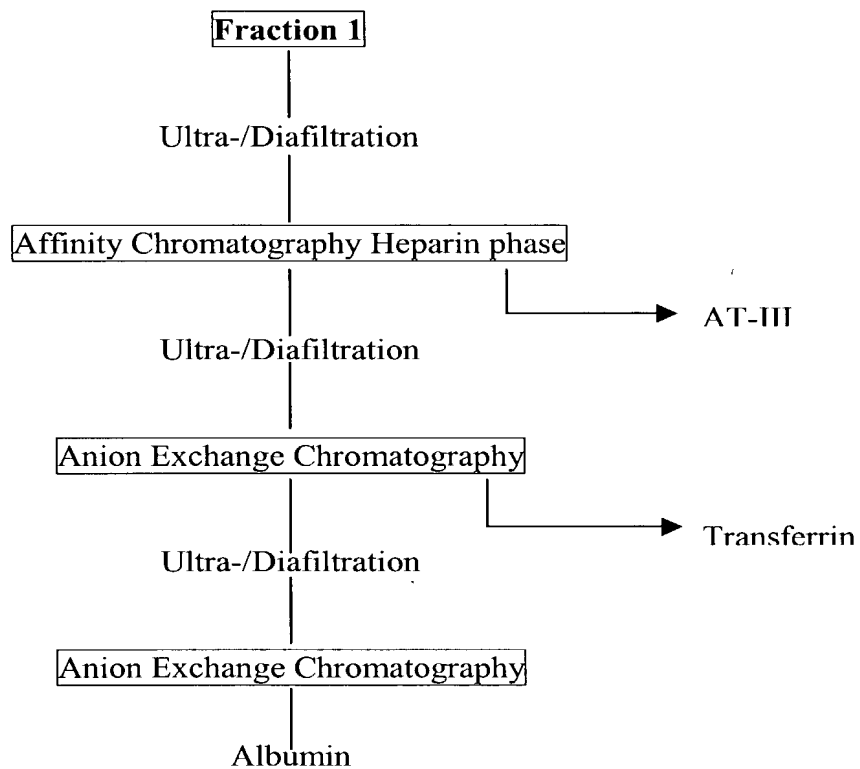 Fraction 1
Ultra-/Diafiltration
Affinity Chromatography Heparin phase
AT-III
Ultra-/Diafiltration
Anion Exchange Chromatography
Transferrin
Ultra-/Diafiltration
Anion Exchange Chromatography
Albumin